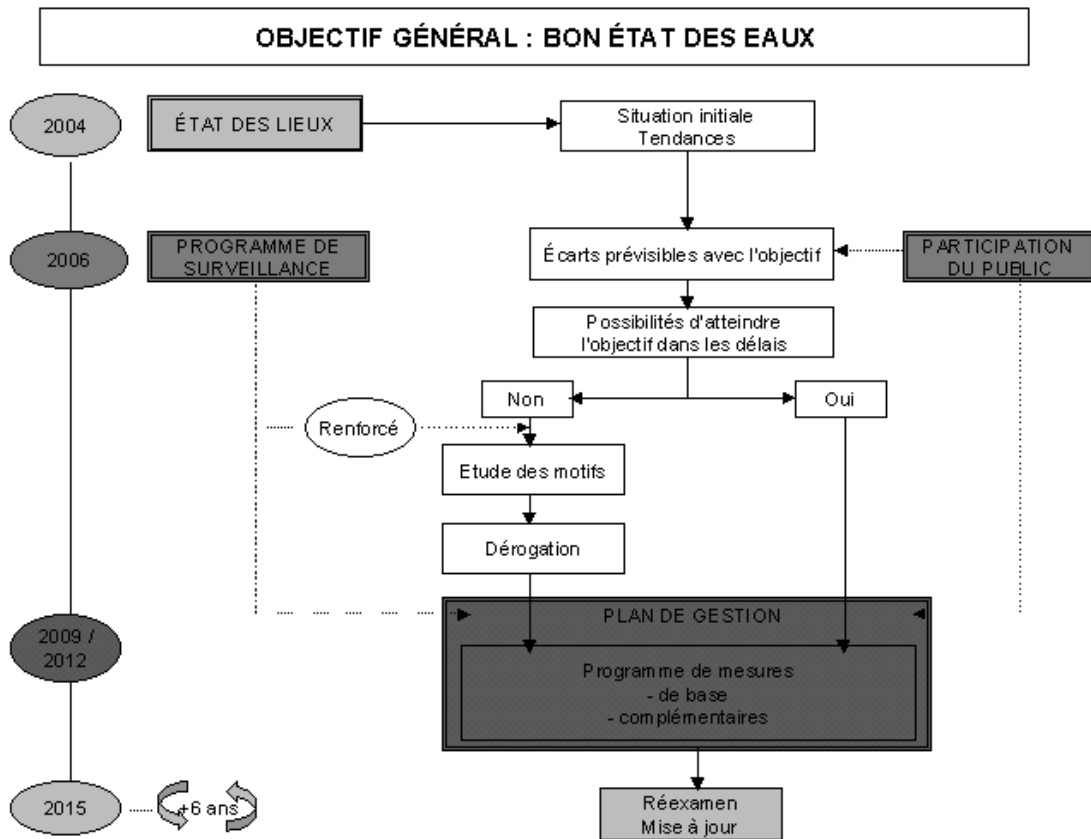 OBJECTIF GÉNÉRAL : BON ÉTAT DES EAUX
2004
ÉTAT DES LIEUX
Situation initiale
Tendances
2006
PROGRAMME DE
SURVEILLANCE
Écarts prévisibles avec l'objectif
PARTICIPATION
DU PUBLIC
Possibilités d'atteindre
l'objectif dans les délais
Non
Oui
Renforcé
Etude des motifs
Dérogation
2009 /
2012
PLAN DE GESTION
Programme de mesures
- de base
- complémentaires
2015
+6 ans
Réexamen
Mise à jour